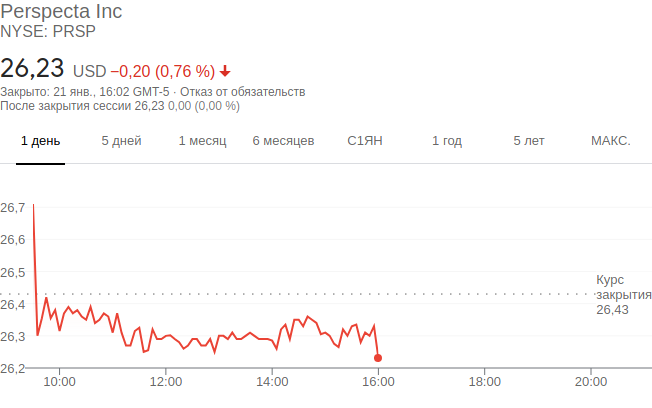 Perspecta Inc
NYSE: PRSP
26,23 USD −0,20 (0,76 %)
Закрыто: 21 янв., 16:02 GMT-5 · Отказ от обязательств
После закрытия сессии 26,23 0,00 (0,00 %)
1 день 5 дней 1 месяц 6 месяцев С1ЯН 1 год 5 лет МАКС.
26,7
26,6
26,5
Курс
закрытия
26,43
26,4
26,3
26,2
10:00 12:00 14:00 16:00 18:00 20:00